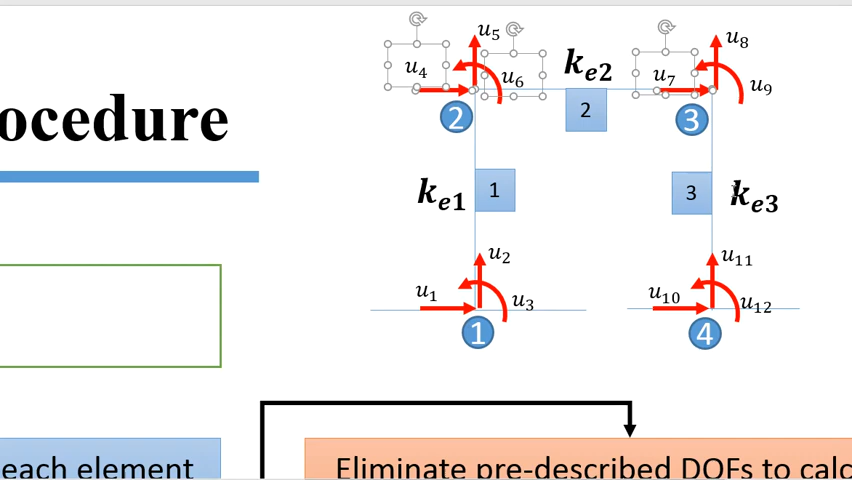 ocedure
u5
u8
u4
u6
ke2
u7
u9
2
2
3
ke1
1
3
ke3
u2
u11
u1
u3
u10
u12
1
4
each element
Eliminate pre-described DOFs to calc